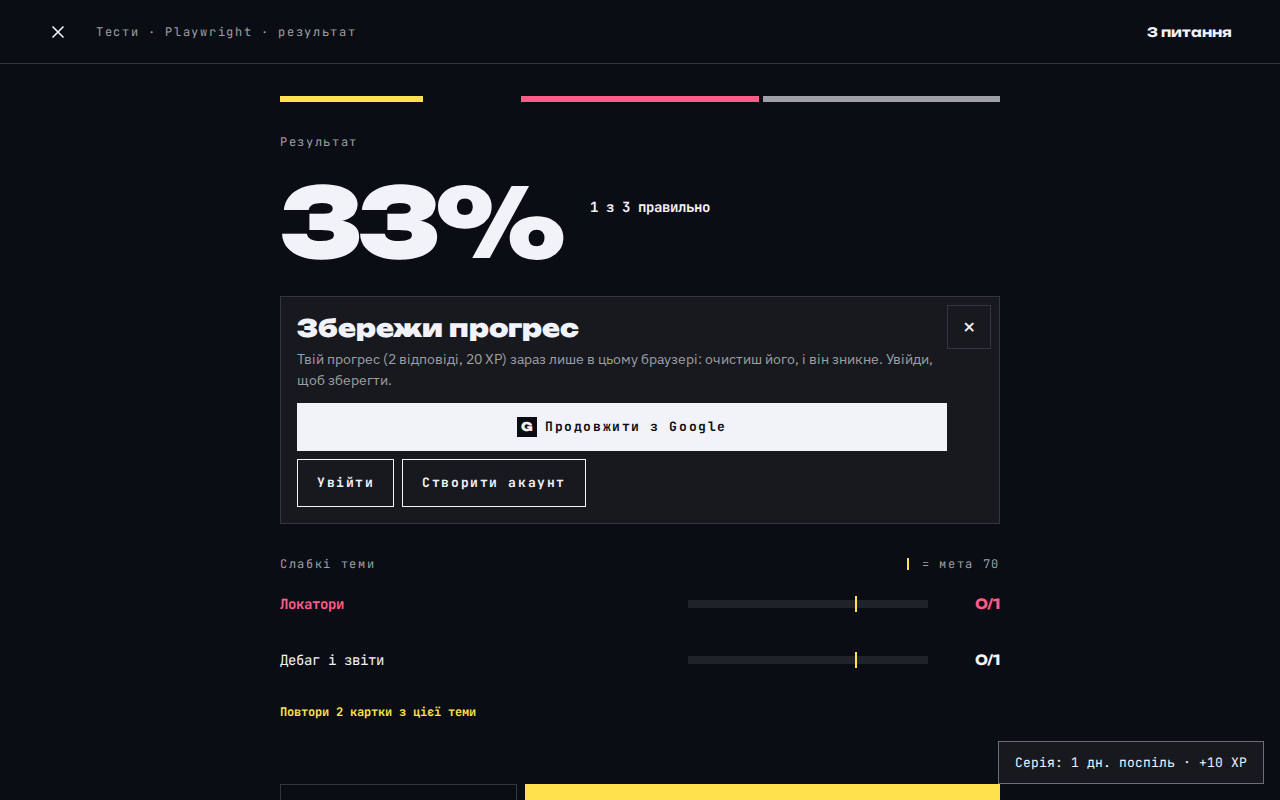 Тести · Playwright · результат
3 питання
Результат
33%
1 з 3 правильно
Збережи прогрес
×
Твій прогрес (2 відповіді, 20 XP) зараз лише в цьому браузері: очистиш його, і він зникне. Увійди,
щоб зберегти.
G Продовжити з Google
Увійти
Створити акаунт
Слабкі теми
= мета 70
Локатори
0/1
Дебаг і звіти
0/1
Повтори 2 картки з цієї теми
Серія: 1 дн. поспіль · +10 XP